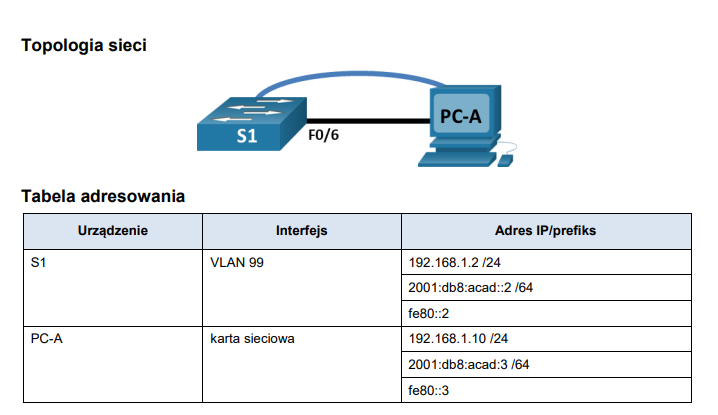 Topologia sieci
S1
F0/6
PC-A
Tabela adresowania
Urządzenie Interfejs Adres IP/prefiks
S1 VLAN 99 192.168.1.2 /24
2001:db8:acad::2 /64
fe80::2
PC-A karta sieciowa 192.168.1.10 /24
2001:db8:acad:3 /64
fe80::3